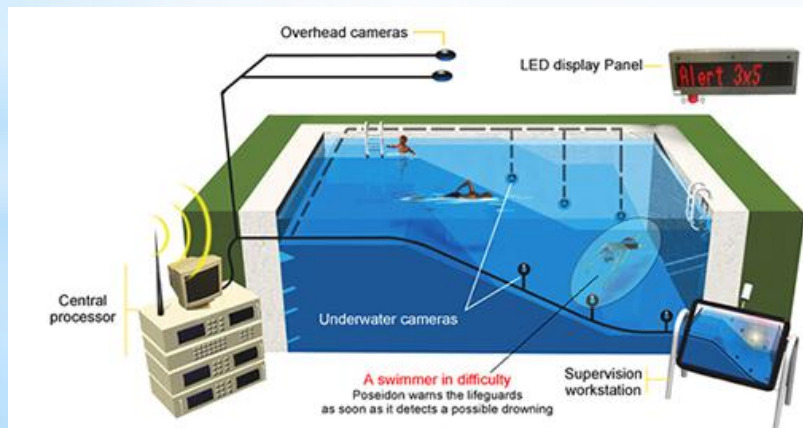 Overhead cameras
LED display Panel
Alert 3x5
Central
processor
Underwater cameras
A swimmer in difficulty
Poseidon warns the lifeguards
as soon as it detects a possible drowning
Supervision
workstation